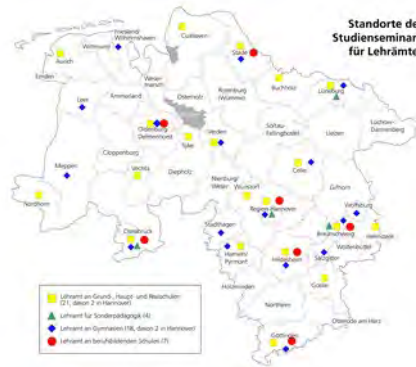 Standorte de
Studienseminar
für Lehrämte
Cuxhaven
Friesland/
Wilhelmshaven
Wittmund
Aurich
Emden
Stade
Weser-
marsch
Ammerland
Osterholz
Rotenburg
(Wümme)
Buchholz
Lüneburg
Leer
Oldenburg
Delmenhorst
Soltau-
Fallingbostel
Uelzen
Lüchow-
Dannenberg
Verden
Syke
Cloppenburg
Vechta
Diepholz
Celle
Meppen
Nienburg/
Weser
Wunstorf
Gifhorn
Nordhorn
Region Hannover
Wolfsburg
Osnabrück
Stadthagen
Braunschweig
Helmstedt
Wolfenbüttel
Hameln/
Pyrmont
Hildesheim
Salzgitter
Holzminden
Goslar
Northeim
Osterode am Harz
Göttingen
Lehramt an Grund-, Haupt- und Realschulen
(21, davon 2 in Hannover)
Lehramt für Sonderpädagogik (4)
Lehramt an Gymnasien (18, davon 2 in Hannover)
Lehramt an berufsbildenden Schulen (7)